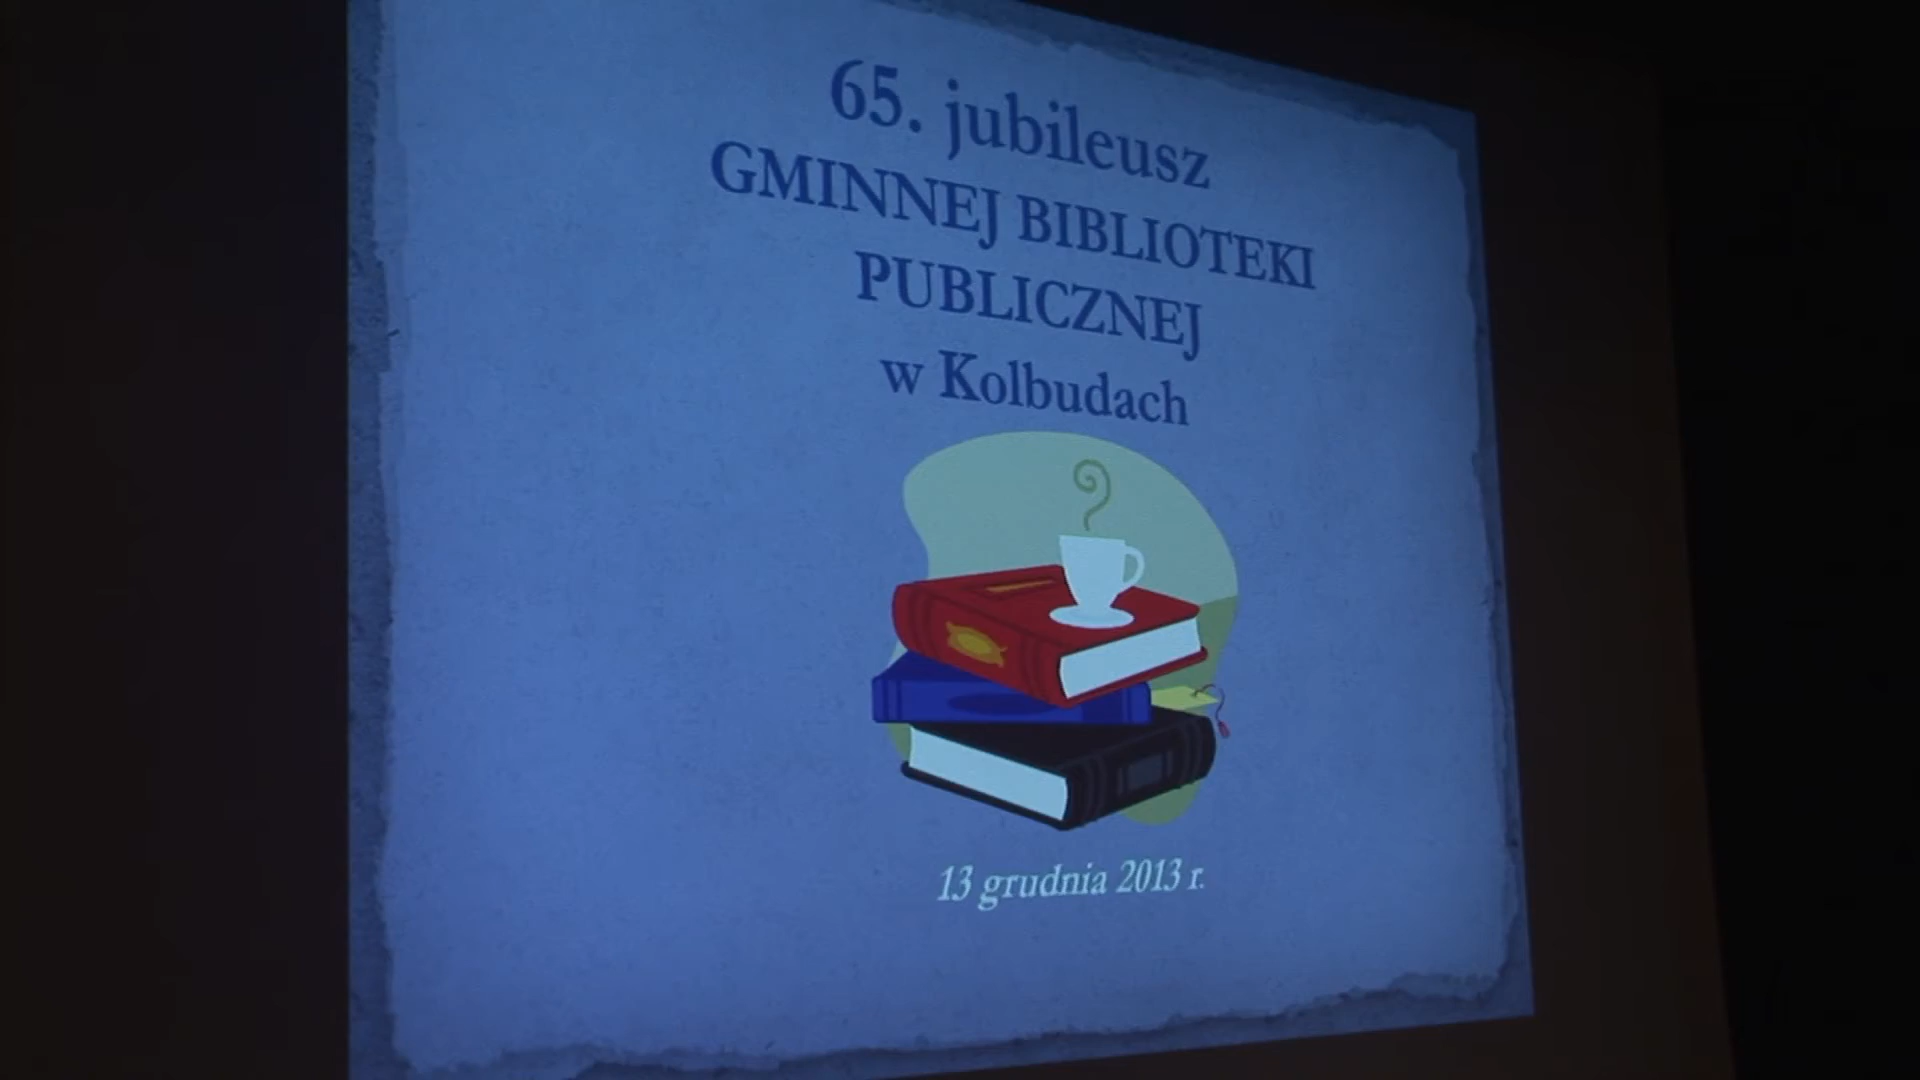 65. jubileusz
GMINNEJ BIBLIOTEKI
PUBLICZNEJ
w Kolbudach
13 grudnia 2013 r.